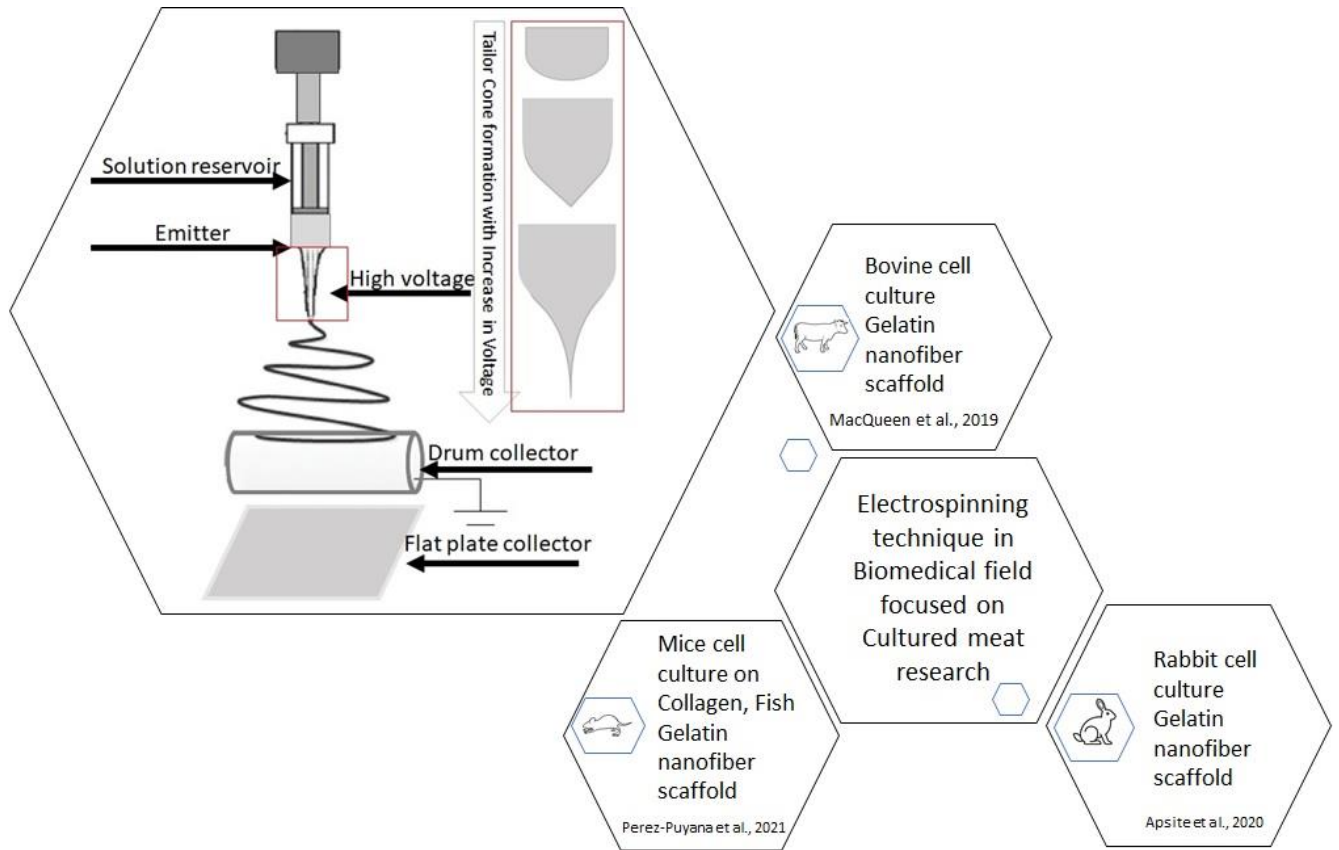 Solution reservoir
Emitter
High voltage
Drum collector
Flat plate collector
Tailor Cone formation with Increase in Voltage
Bovine cell
culture
Gelatin
nanofiber
scaffold
MacQueen et al., 2019
Electrospinning
technique in
Biomedical field
focused on
Cultured meat
research
Mice cell
culture on
Collagen, Fish
Gelatin
nanofiber
scaffold
Perez-Puyana et al., 2021
Rabbit cell
culture
Gelatin
nanofiber
scaffold
Apsite et al., 2020